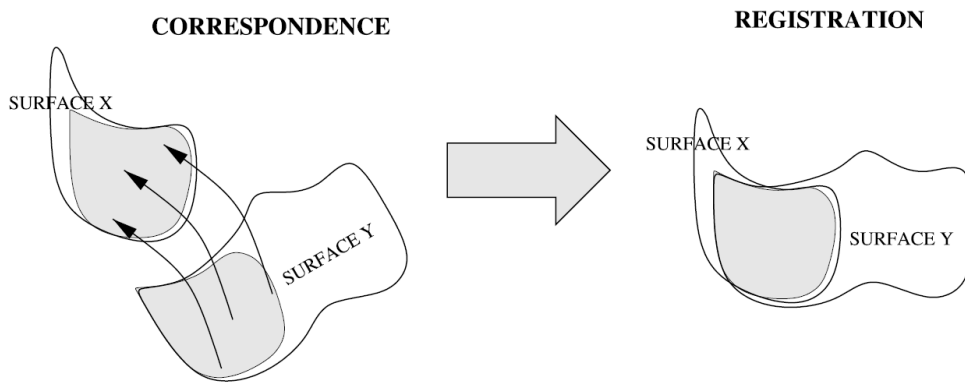 CORRESPONDENCE
REGISTRATION
SURFACE X
SURFACE Y
SURFACE X
SURFACE Y